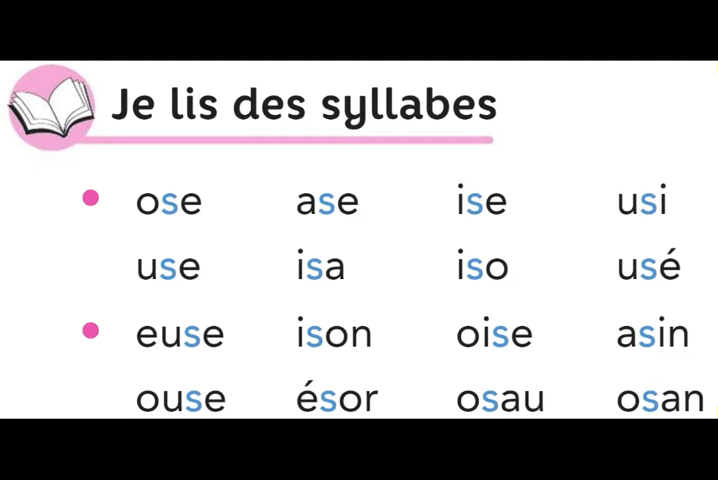 Je lis des syllabes
ose ase ise usi
use isa iso usé
euse ison oise asin
ouse ésor osau osan